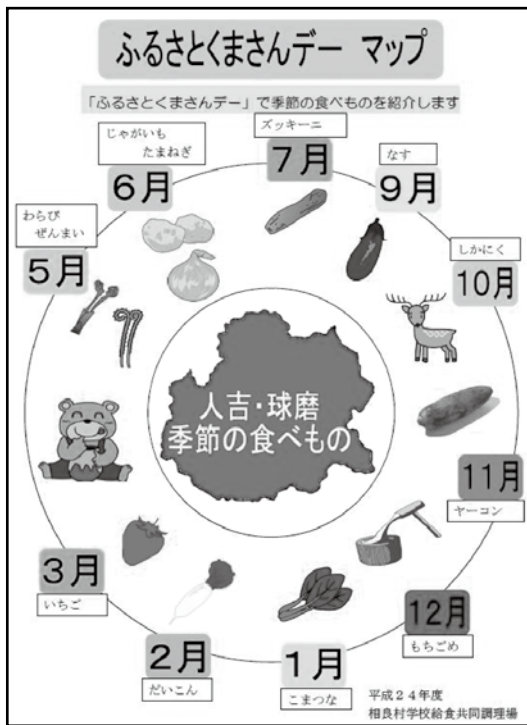 ふるさとくまさんデー マップ
「ふるさとくまさんデー」で季節の食べものを紹介します
ズッキーニ
7月
なす
9月
しかにく
10月
11月
ヤーコン
12月
もちごめ
1月
こまつな
2月
だいこん
3月
いちご
わらび
ぜんまい
5月
じゃがいも
たまねぎ
6月
人吉・球磨
季節の食べもの
平成24年度
相良村学校給食共同調理場